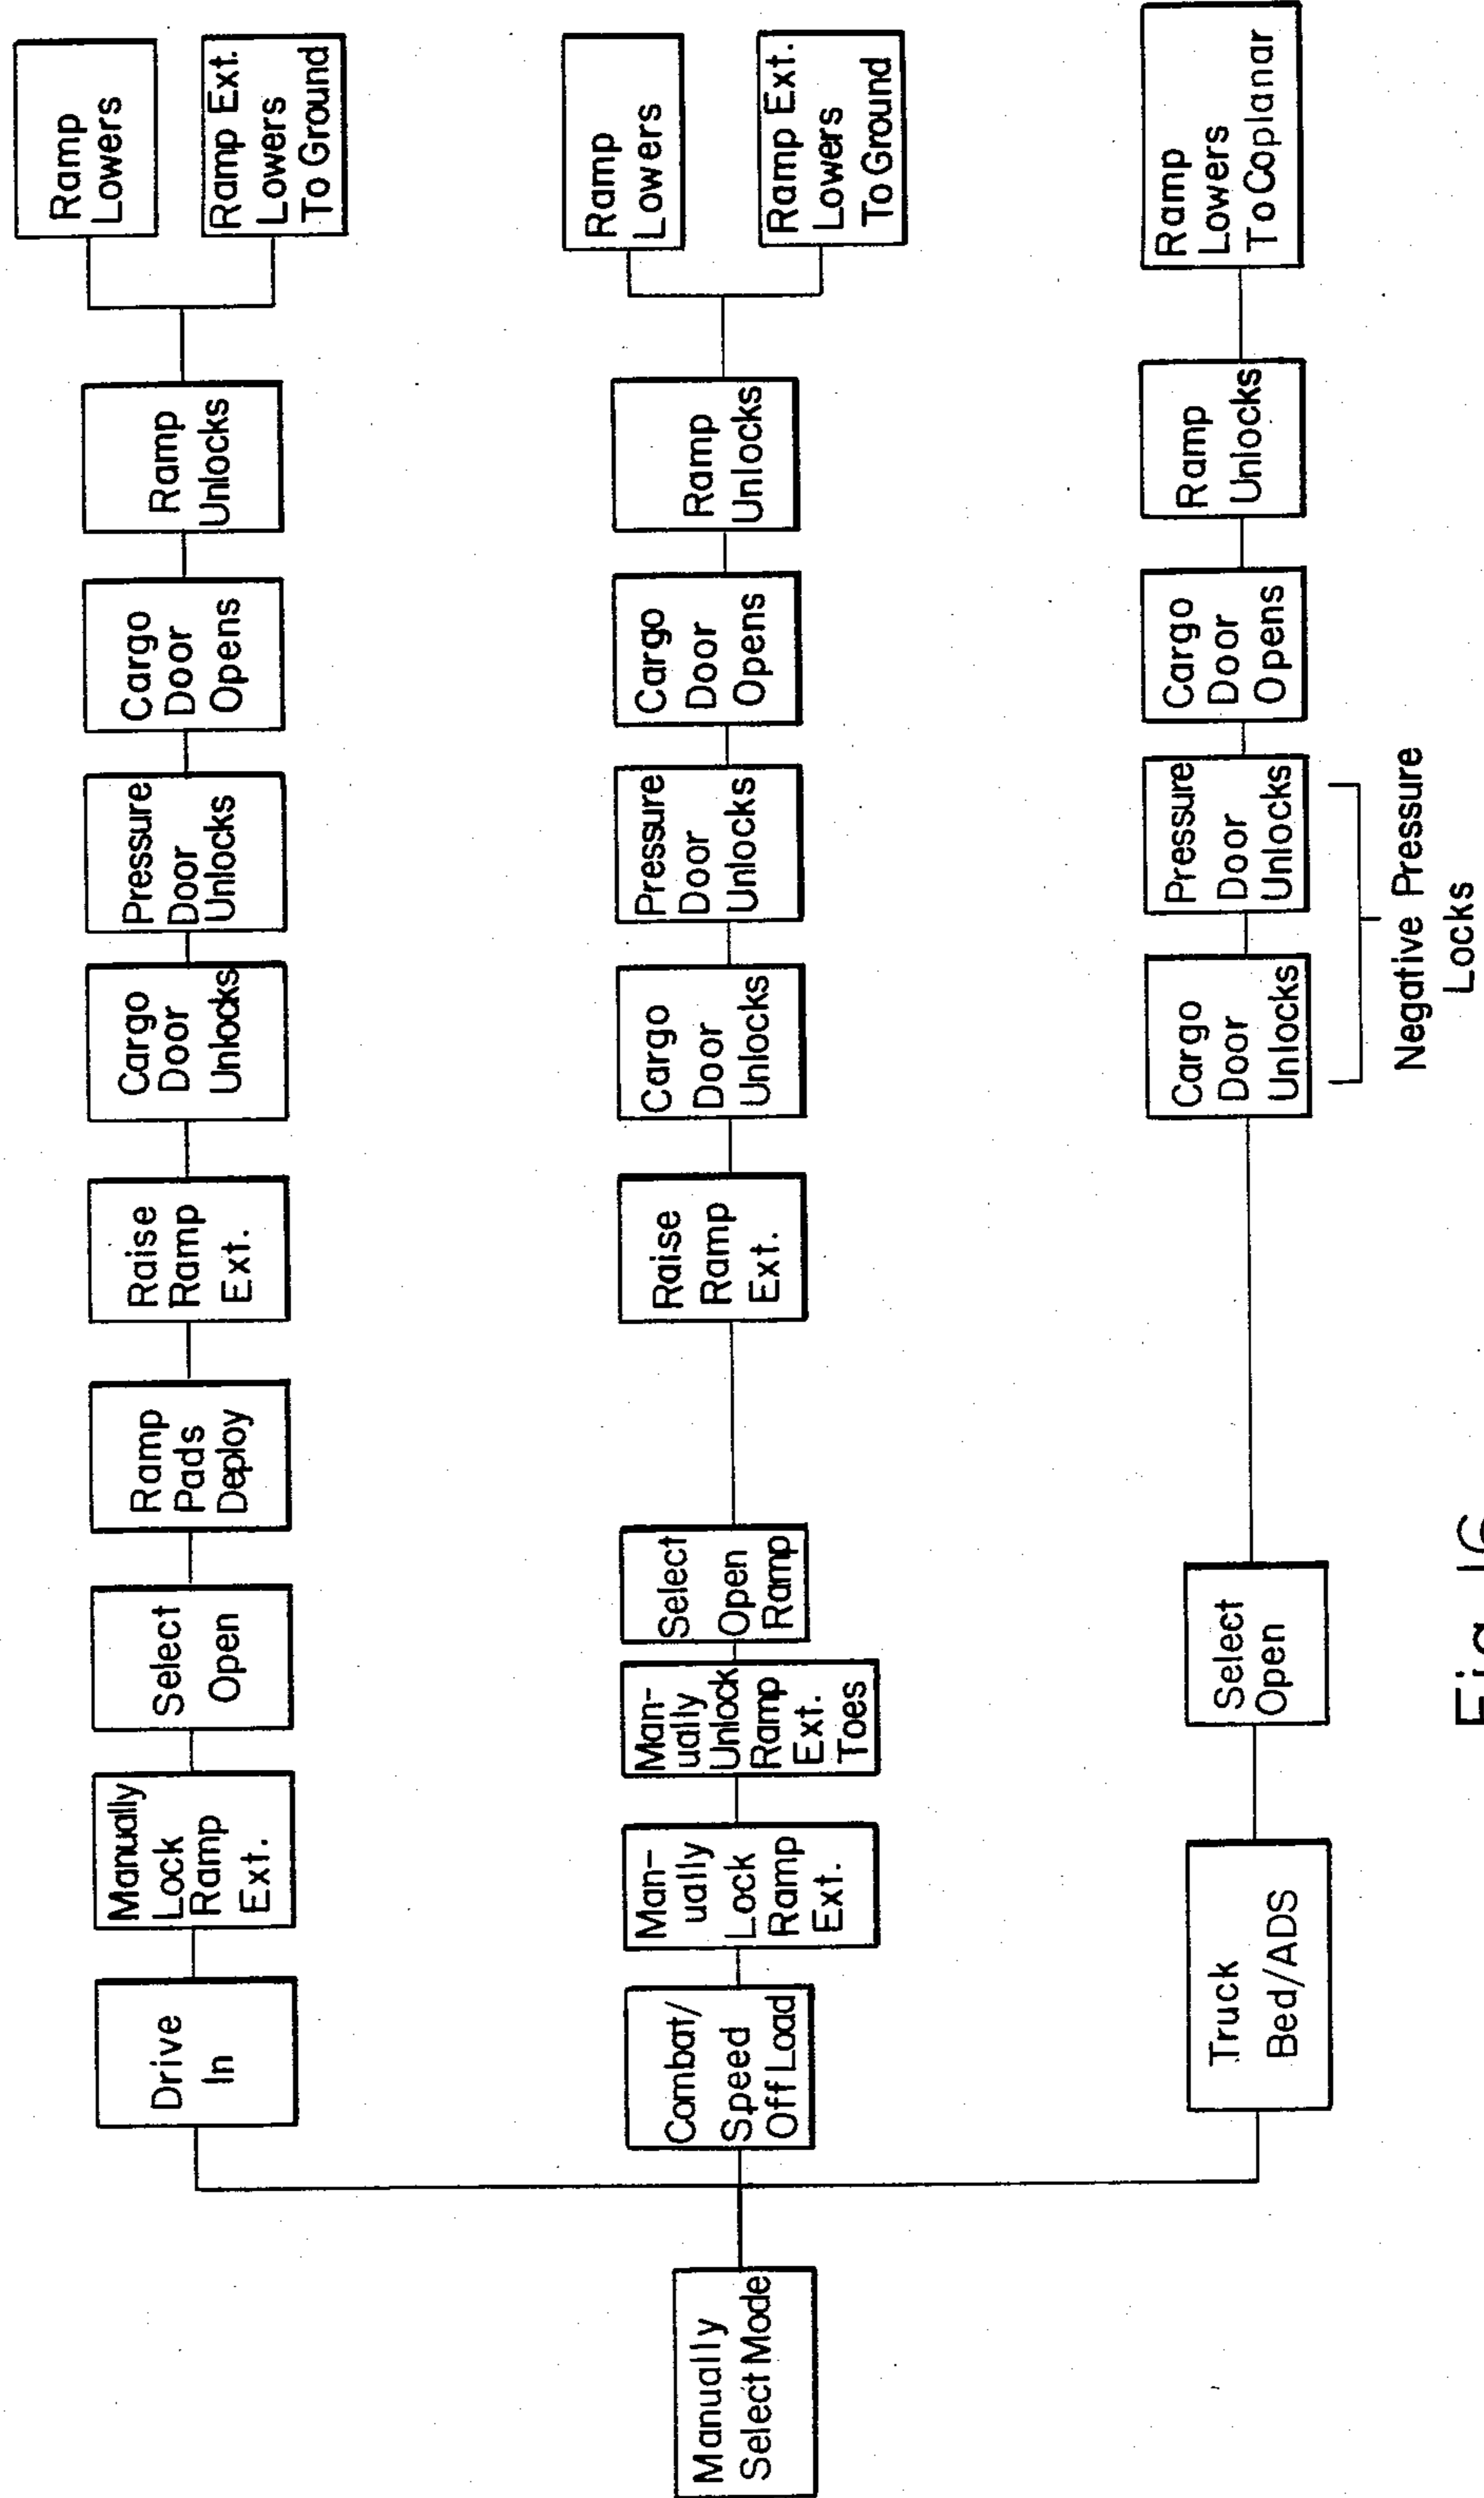 Manually
Select Mode
Drive
In
Manually
Lock
Ramp
Ext.
Select
Open
Ramp
Pads
Deploy
Raise
Ramp
Ext.
Cargo
Door
Unlocks
Pressure
Door
Unlocks
Cargo
Door
Opens
Ramp
Unlocks
Ramp
Lowers
Ramp Ext.
Lowers
To Ground
Combat/
Speed
Off Load
Man-
ually
Lock
Ramp
Ext.
Man-
ually
Unlock
Ramp
Ext.
Toes
Select
Open
Ramp
Raise
Ramp
Ext.
Cargo
Door
Unlocks
Pressure
Door
Unlocks
Cargo
Door
Opens
Ramp
Unlocks
Ramp
Lowers
Ramp Ext.
Lowers
To Ground
Truck
Bed/ADS
Select
Open
Cargo
Door
Unlocks
Pressure
Door
Unlocks
Cargo
Door
Opens
Ramp
Unlocks
Ramp
Lowers
To Coplanar
Negative Pressure
Locks